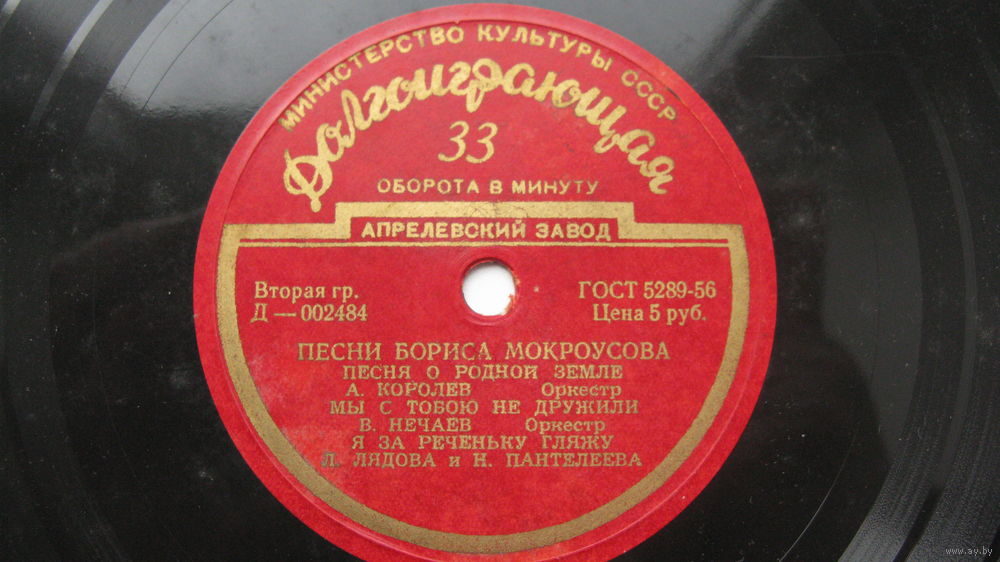 МИНИСТЕРСТВО КУЛЬТУРЫ СССР
Долгоиграющая
33
ОБОРОТА В МИНУТУ
АПРЕЛЕВСКИЙ ЗАВОД
Вторая гр. ГОСТ 5289-56
Д—002484 Цена 5 руб.
ПЕСНИ БОРИСА МОКРОУСОВА
ПЕСНЯ О РОДНОЙ ЗЕМЛЕ
А. КОРОЛЕВ Оркестр
МЫ С ТОБОЮ НЕ ДРУЖИЛИ
В. НЕЧАЕВ Оркестр
Я ЗА РЕЧЕНЬКУ ГЛЯЖУ
Л. ЛЯДОВА и Н. ПАНТЕЛЕЕВА
www.ay.by